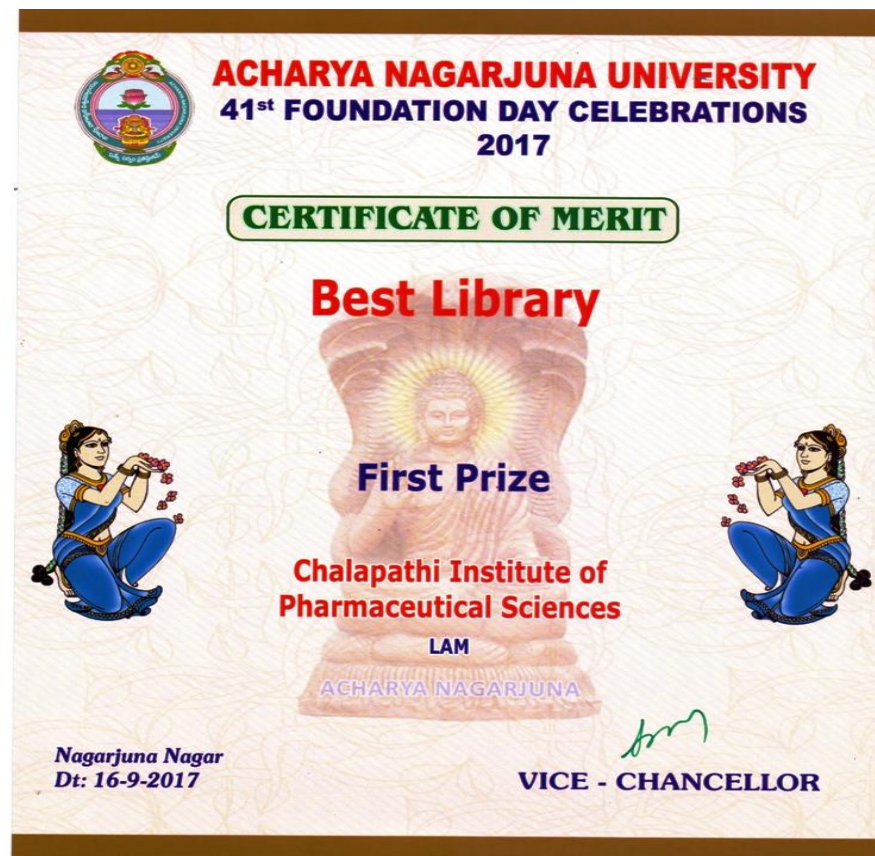 ACHARYA NAGARJUNA UNIVERSITY
41st FOUNDATION DAY CELEBRATIONS
2017
CERTIFICATE OF MERIT
Best Library
First Prize
Chalapathi Institute of
Pharmaceutical Sciences
LAM
ACHARYA NAGARJUNA
Nagarjuna Nagar
Dt: 16-9-2017
VICE - CHANCELLOR